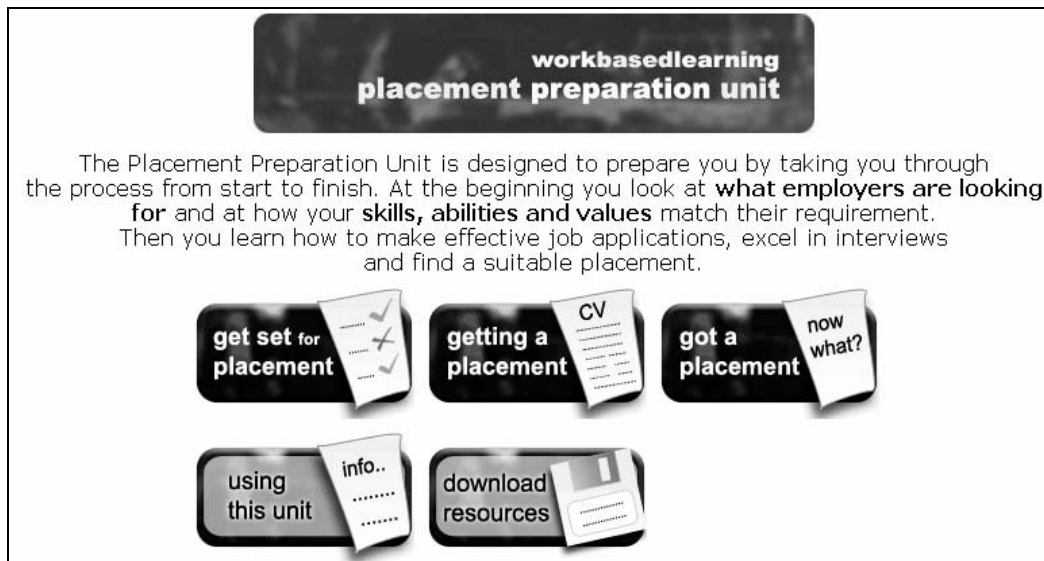 workbasedlearning
placement preparation unit
The Placement Preparation Unit is designed to prepare you by taking you through
the process from start to finish. At the beginning you look at what employers are looking
for and at how your skills, abilities and values match their requirement.
Then you learn how to make effective job applications, excel in interviews
and find a suitable placement.
get set for
placement
getting a
placement
CV
got a
placement
now
what?
using
this unit
info..
download
resources